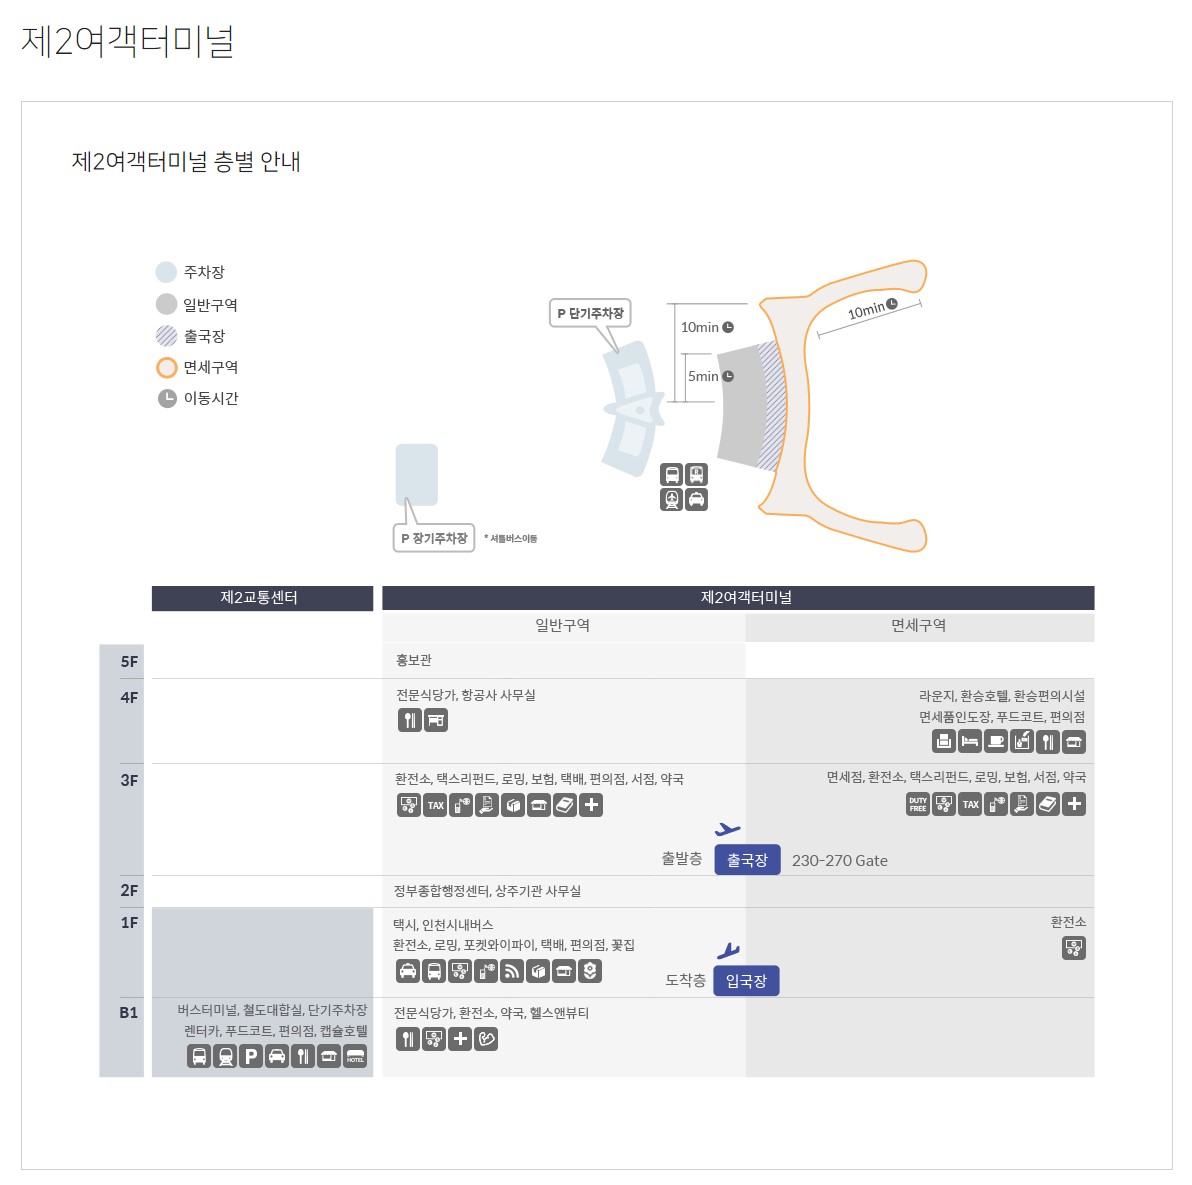 제2여객터미널
제2여객터미널 층별 안내
주차장
일반구역
출국장
면세구역
이동시간
P 단기주차장
10min
5min
10min
P 장기주차장
* 셔틀버스이동
제2교통센터
제2여객터미널
일반구역
면세구역
5F
홍보관
4F
전문식당가, 항공사 사무실
라운지, 환승호텔, 환승편의시설
면세품인도장, 푸드코트, 편의점
3F
환전소, 택스리펀드, 로밍, 보험, 택배, 편의점, 서점, 약국
TAX
면세점, 환전소, 택스리펀드, 로밍, 보험, 서점, 약국
DUTY
FREE
TAX
출발층
출국장
230-270 Gate
2F
정부종합행정센터, 상주기관 사무실
1F
택시, 인천시내버스
환전소, 로밍, 포켓와이파이, 택배, 편의점, 꽃집
환전소
도착층
입국장
B1
버스터미널, 철도대합실, 단기주차장
렌터카, 푸드코트, 편의점, 캡슐호텔
P
HOTEL
전문식당가, 환전소, 약국, 헬스앤뷰티